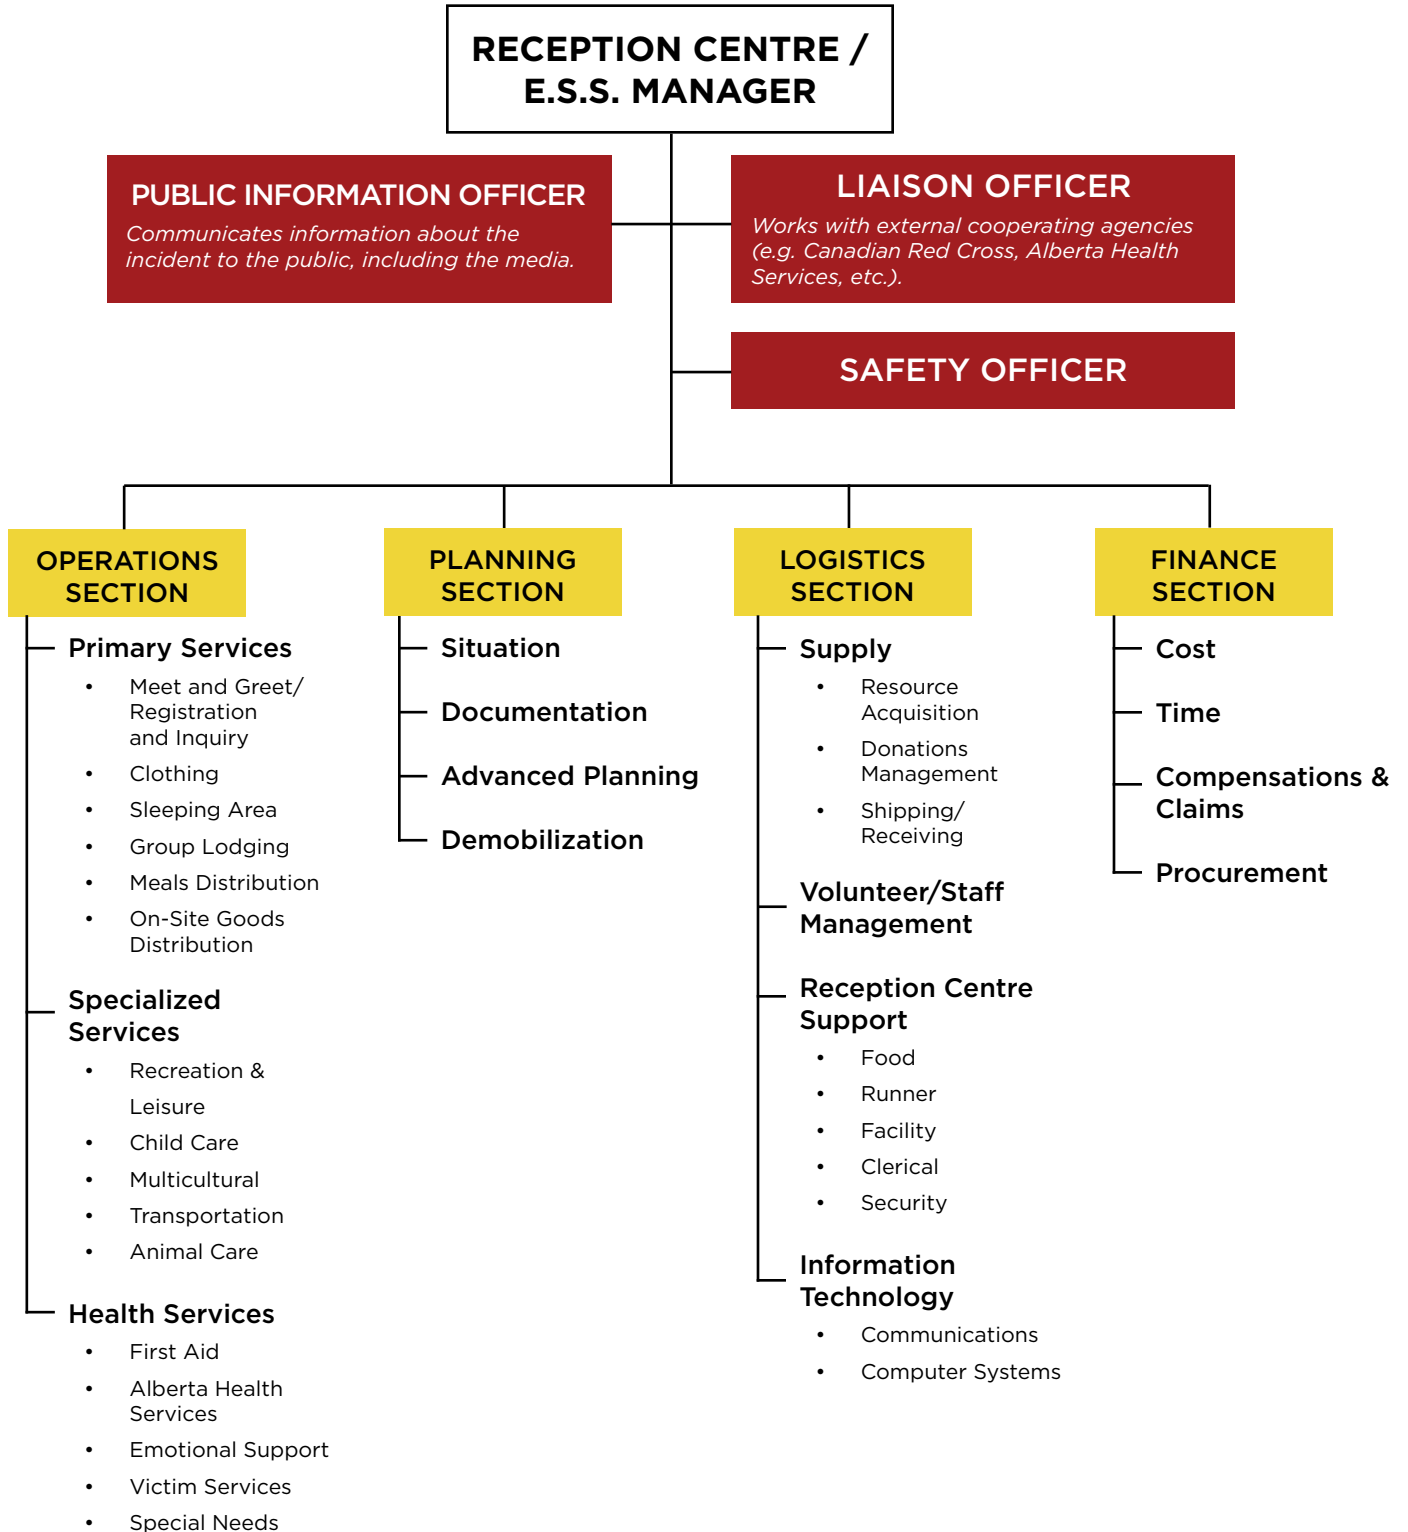 RECEPTION CENTRE /
E.S.S. MANAGER
PUBLIC INFORMATION OFFICER
Communicates information about the
incident to the public, including the media.
LIAISON OFFICER
Works with external cooperating agencies
(e.g. Canadian Red Cross, Alberta Health
Services, etc.).
SAFETY OFFICER
OPERATIONS
SECTION
Primary Services
• Meet and Greet/
Registration
and Inquiry
• Clothing
• Sleeping Area
• Group Lodging
• Meals Distribution
• On-Site Goods
Distribution
Specialized
Services
• Recreation &
Leisure
• Child Care
• Multicultural
• Transportation
• Animal Care
Health Services
• First Aid
• Alberta Health
Services
• Emotional Support
• Victim Services
• Special Needs
PLANNING
SECTION
Situation
Documentation
Advanced Planning
Demobilization
LOGISTICS
SECTION
Supply
• Resource
Acquisition
• Donations
Management
• Shipping/
Receiving
Volunteer/Staff
Management
Reception Centre
Support
• Food
• Runner
• Facility
• Clerical
• Security
Information
Technology
• Communications
• Computer Systems
FINANCE
SECTION
Cost
Time
Compensations &
Claims
Procurement